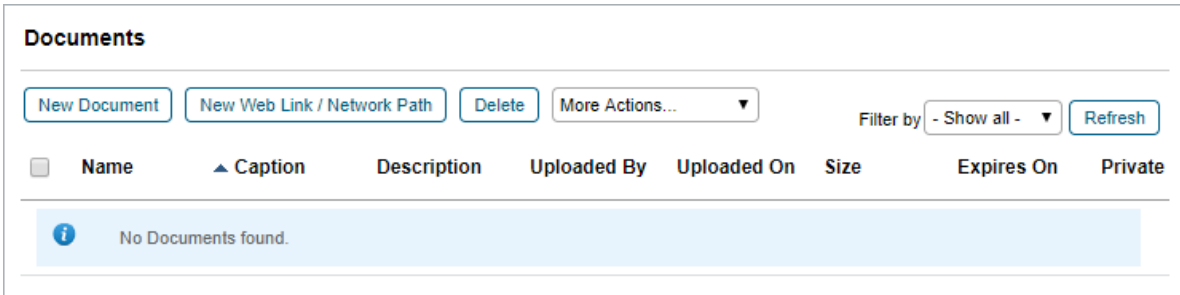 Documents
New Document New Web Link / Network Path Delete More Actions...
Filter by - Show all - Refresh
Name Caption Description Uploaded By Uploaded On Size Expires On Private
No Documents found.